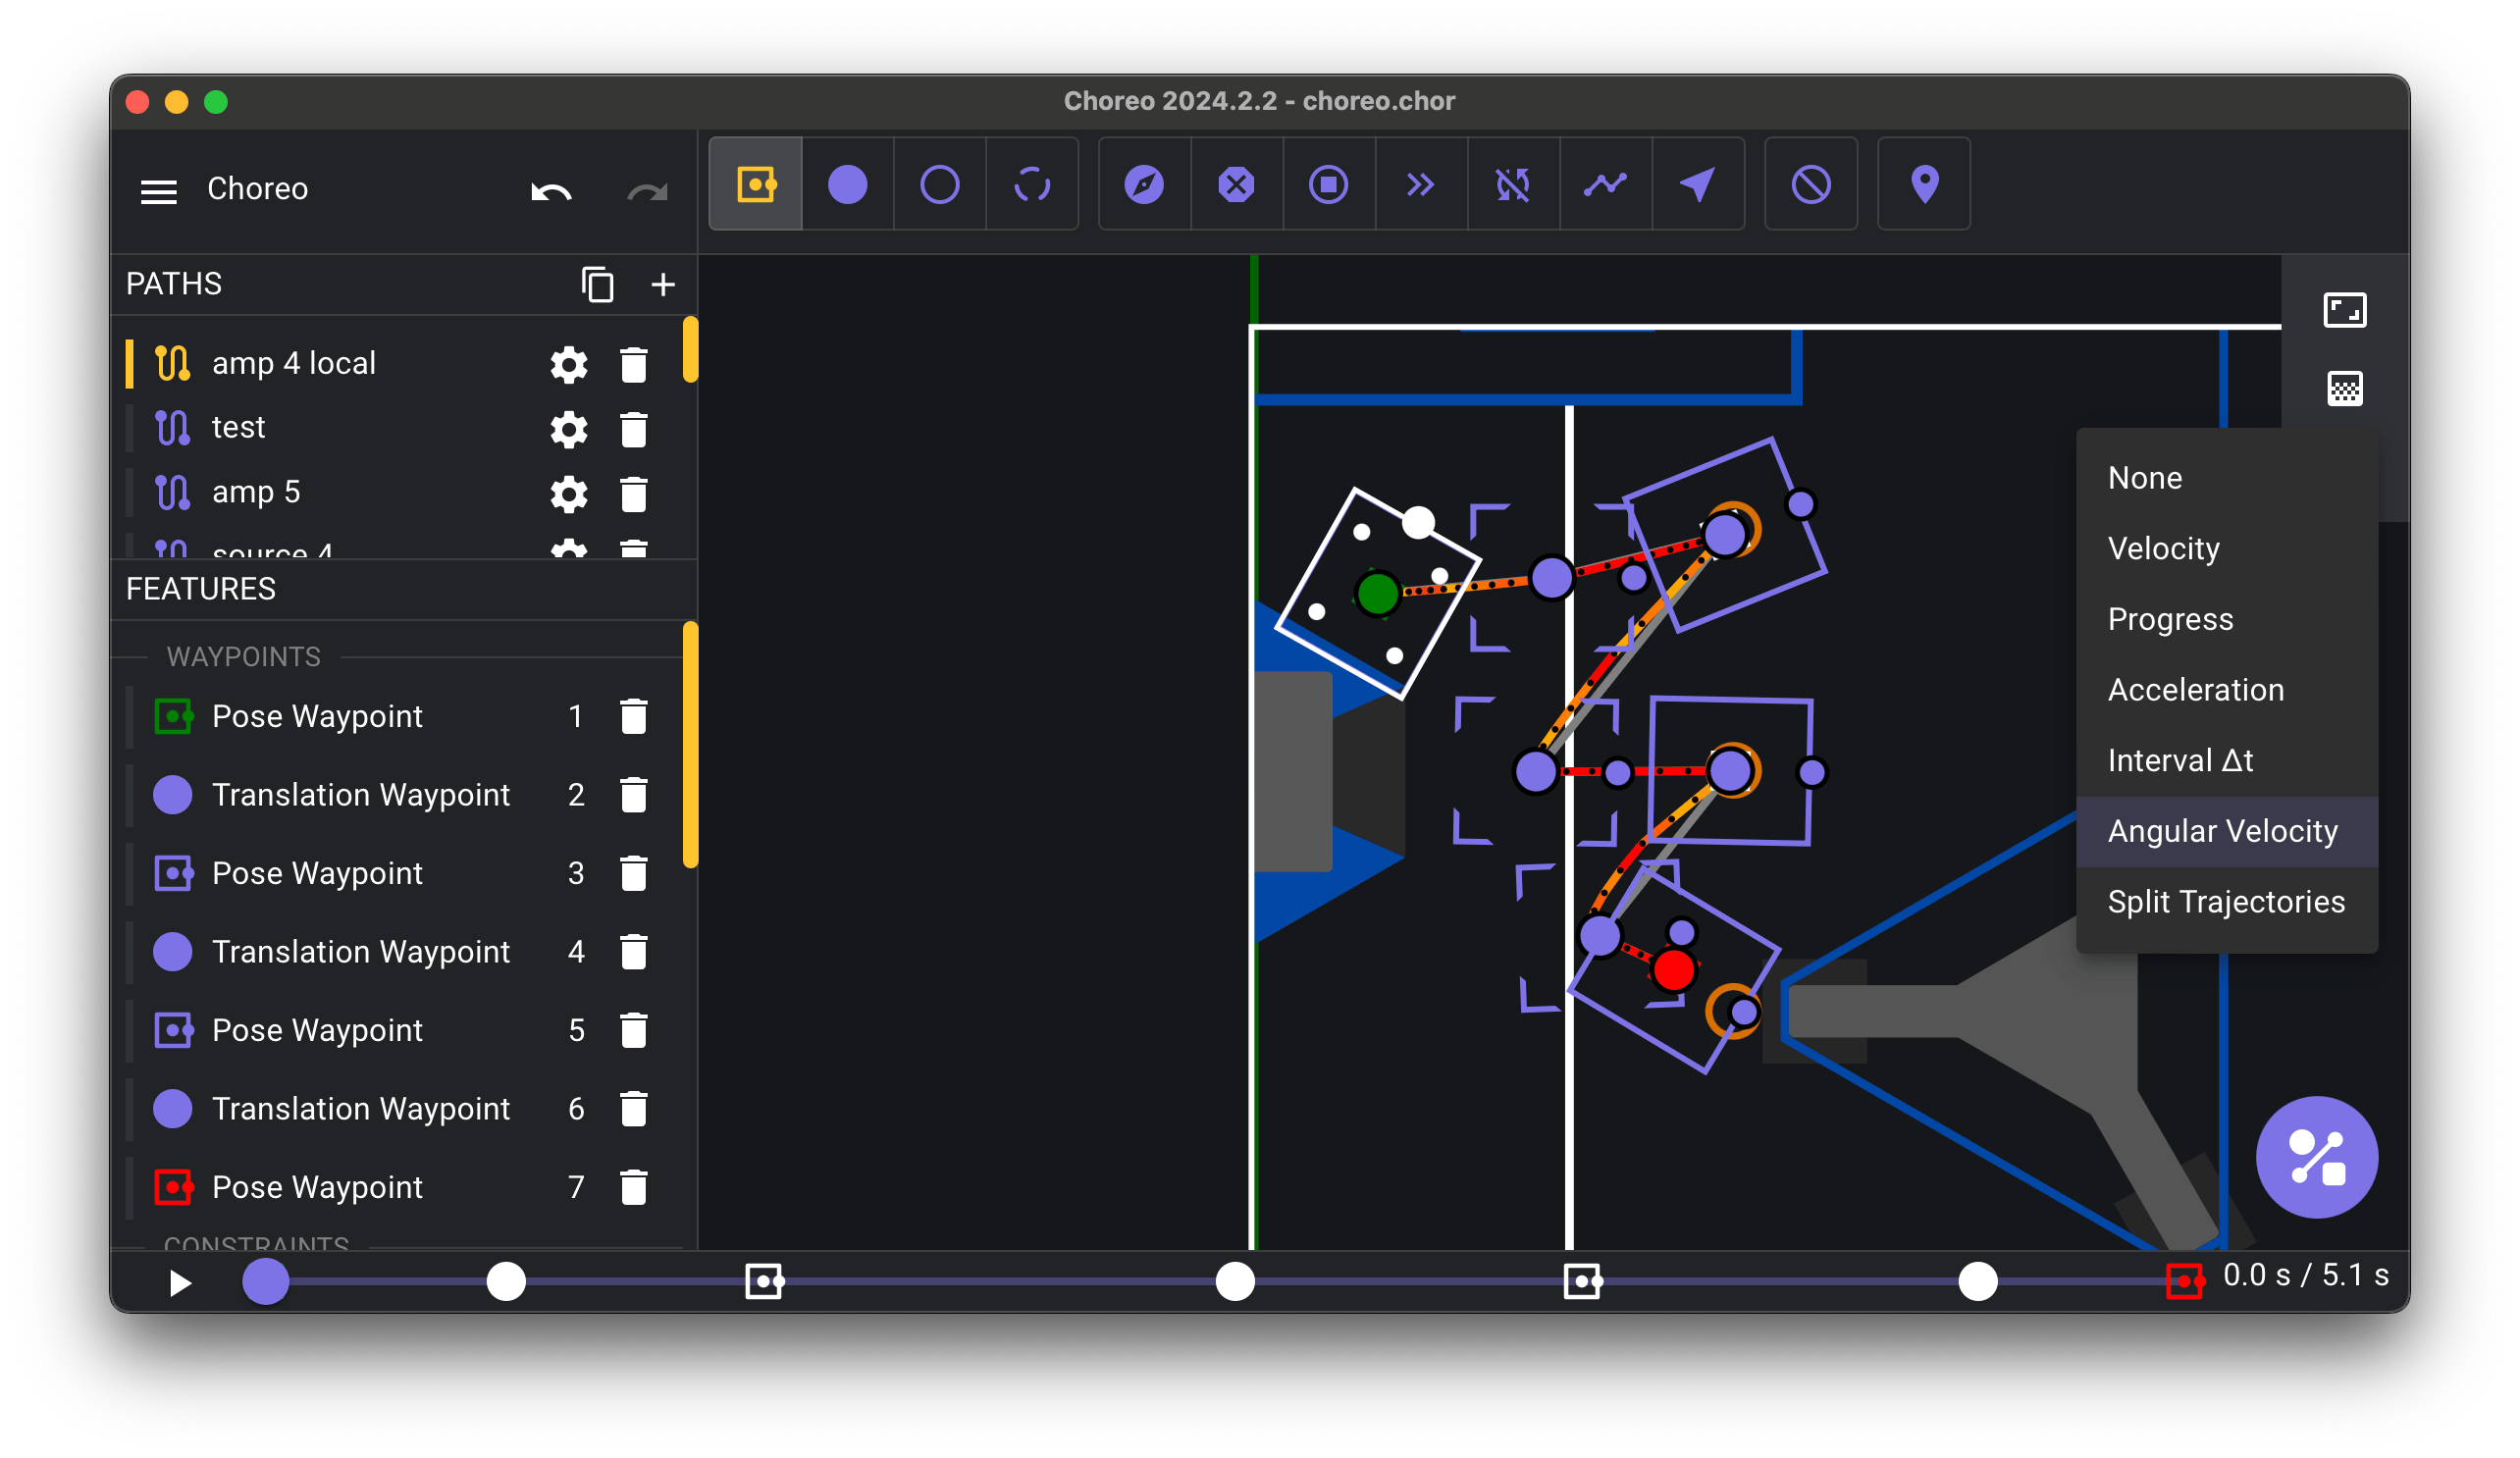 Choreo 2024.2.2 - choreo.chor
Choreo
PATHS
amp 4 local
test
amp 5
source 4
FEATURES
WAYPOINTS
Pose Waypoint 1
Translation Waypoint 2
Pose Waypoint 3
Translation Waypoint 4
Pose Waypoint 5
Translation Waypoint 6
Pose Waypoint 7
CONSTRAINTS
None
Velocity
Progress
Acceleration
Interval Δt
Angular Velocity
Split Trajectories
0.0 s / 5.1 s